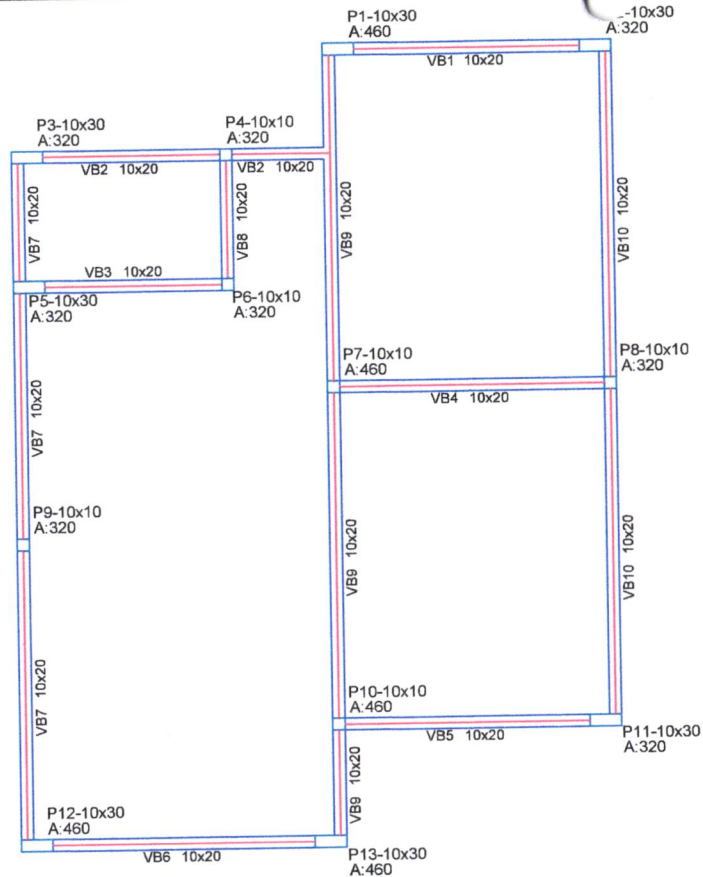 P1-10x30
A:460
-10x30
A:320
VB1 10x20
P3-10x30
A:320
P4-10x10
A:320
VB2 10x20
VB2 10x20
VB7 10x20
VB8 10x20
VB9 10x20
VB10 10x20
VB3 10x20
P5-10x30
A:320
P6-10x10
A:320
P7-10x10
A:460
P8-10x10
A:320
VB4 10x20
VB7 10x20
P9-10x10
A:320
VB9 10x20
VB10 10x20
VB7 10x20
P10-10x10
A:460
VB5 10x20
P11-10x30
A:320
VB9 10x20
P12-10x30
A:460
VB6 10x20
P13-10x30
A:460